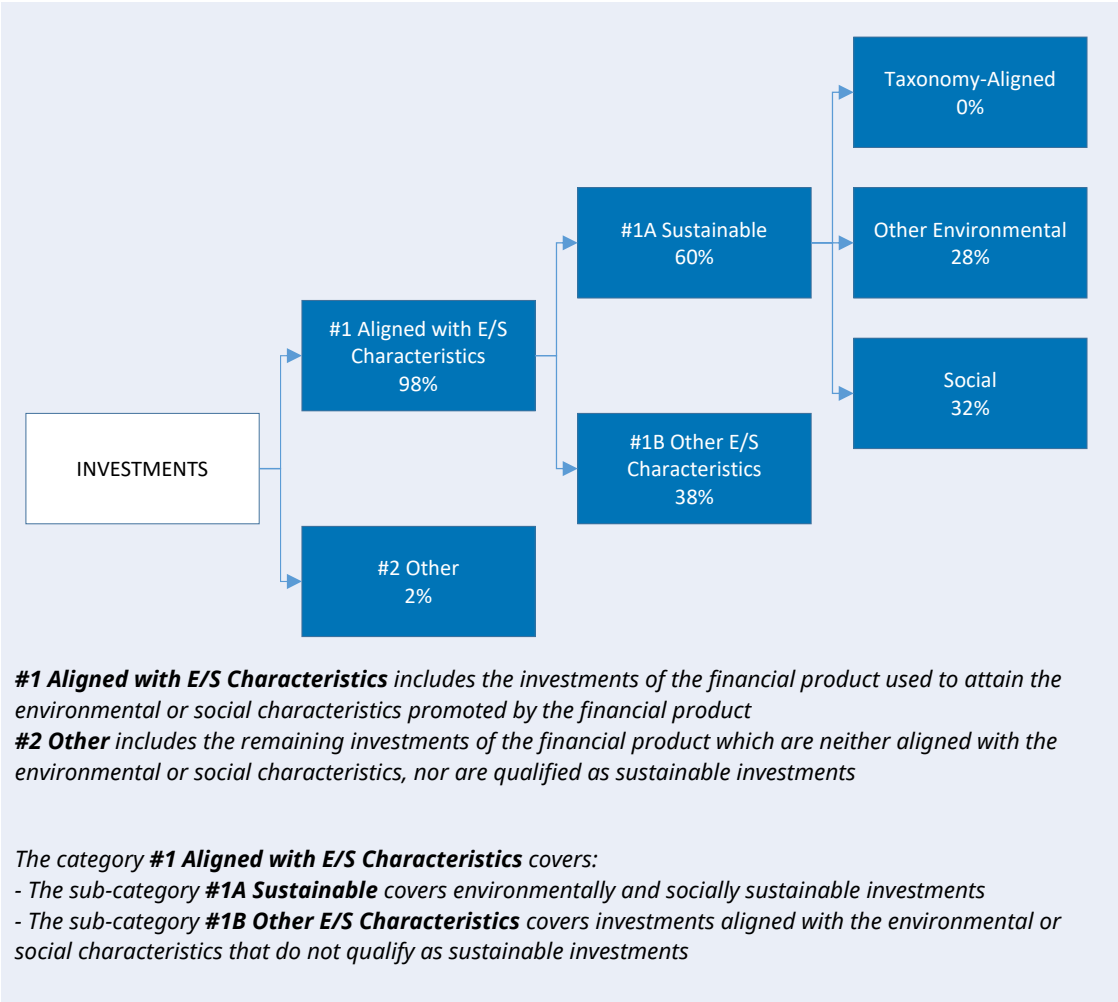 Taxonomy-Aligned
0%
#1A Sustainable
60%
Other Environmental
28%
#1 Aligned with E/S
Characteristics
98%
Social
32%
#1B Other E/S
Characteristics
38%
INVESTMENTS
#2 Other
2%
#1 Aligned with E/S Characteristics includes the investments of the financial product used to attain the
environmental or social characteristics promoted by the financial product
#2 Other includes the remaining investments of the financial product which are neither aligned with the
environmental or social characteristics, nor are qualified as sustainable investments
The category #1 Aligned with E/S Characteristics covers:
- The sub-category #1A Sustainable covers environmentally and socially sustainable investments
- The sub-category #1B Other E/S Characteristics covers investments aligned with the environmental or
social characteristics that do not qualify as sustainable investments